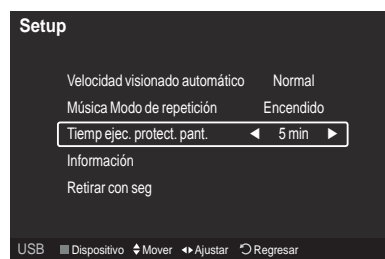 Setup
Velocidad visionado automático Normal
Música Modo de repetición Encendido
Tiemp ejec. protect. pant. ◀ 5 min ▶
Información
Retirar con seg
USB Dispositivo Mover Ajustar Regresar